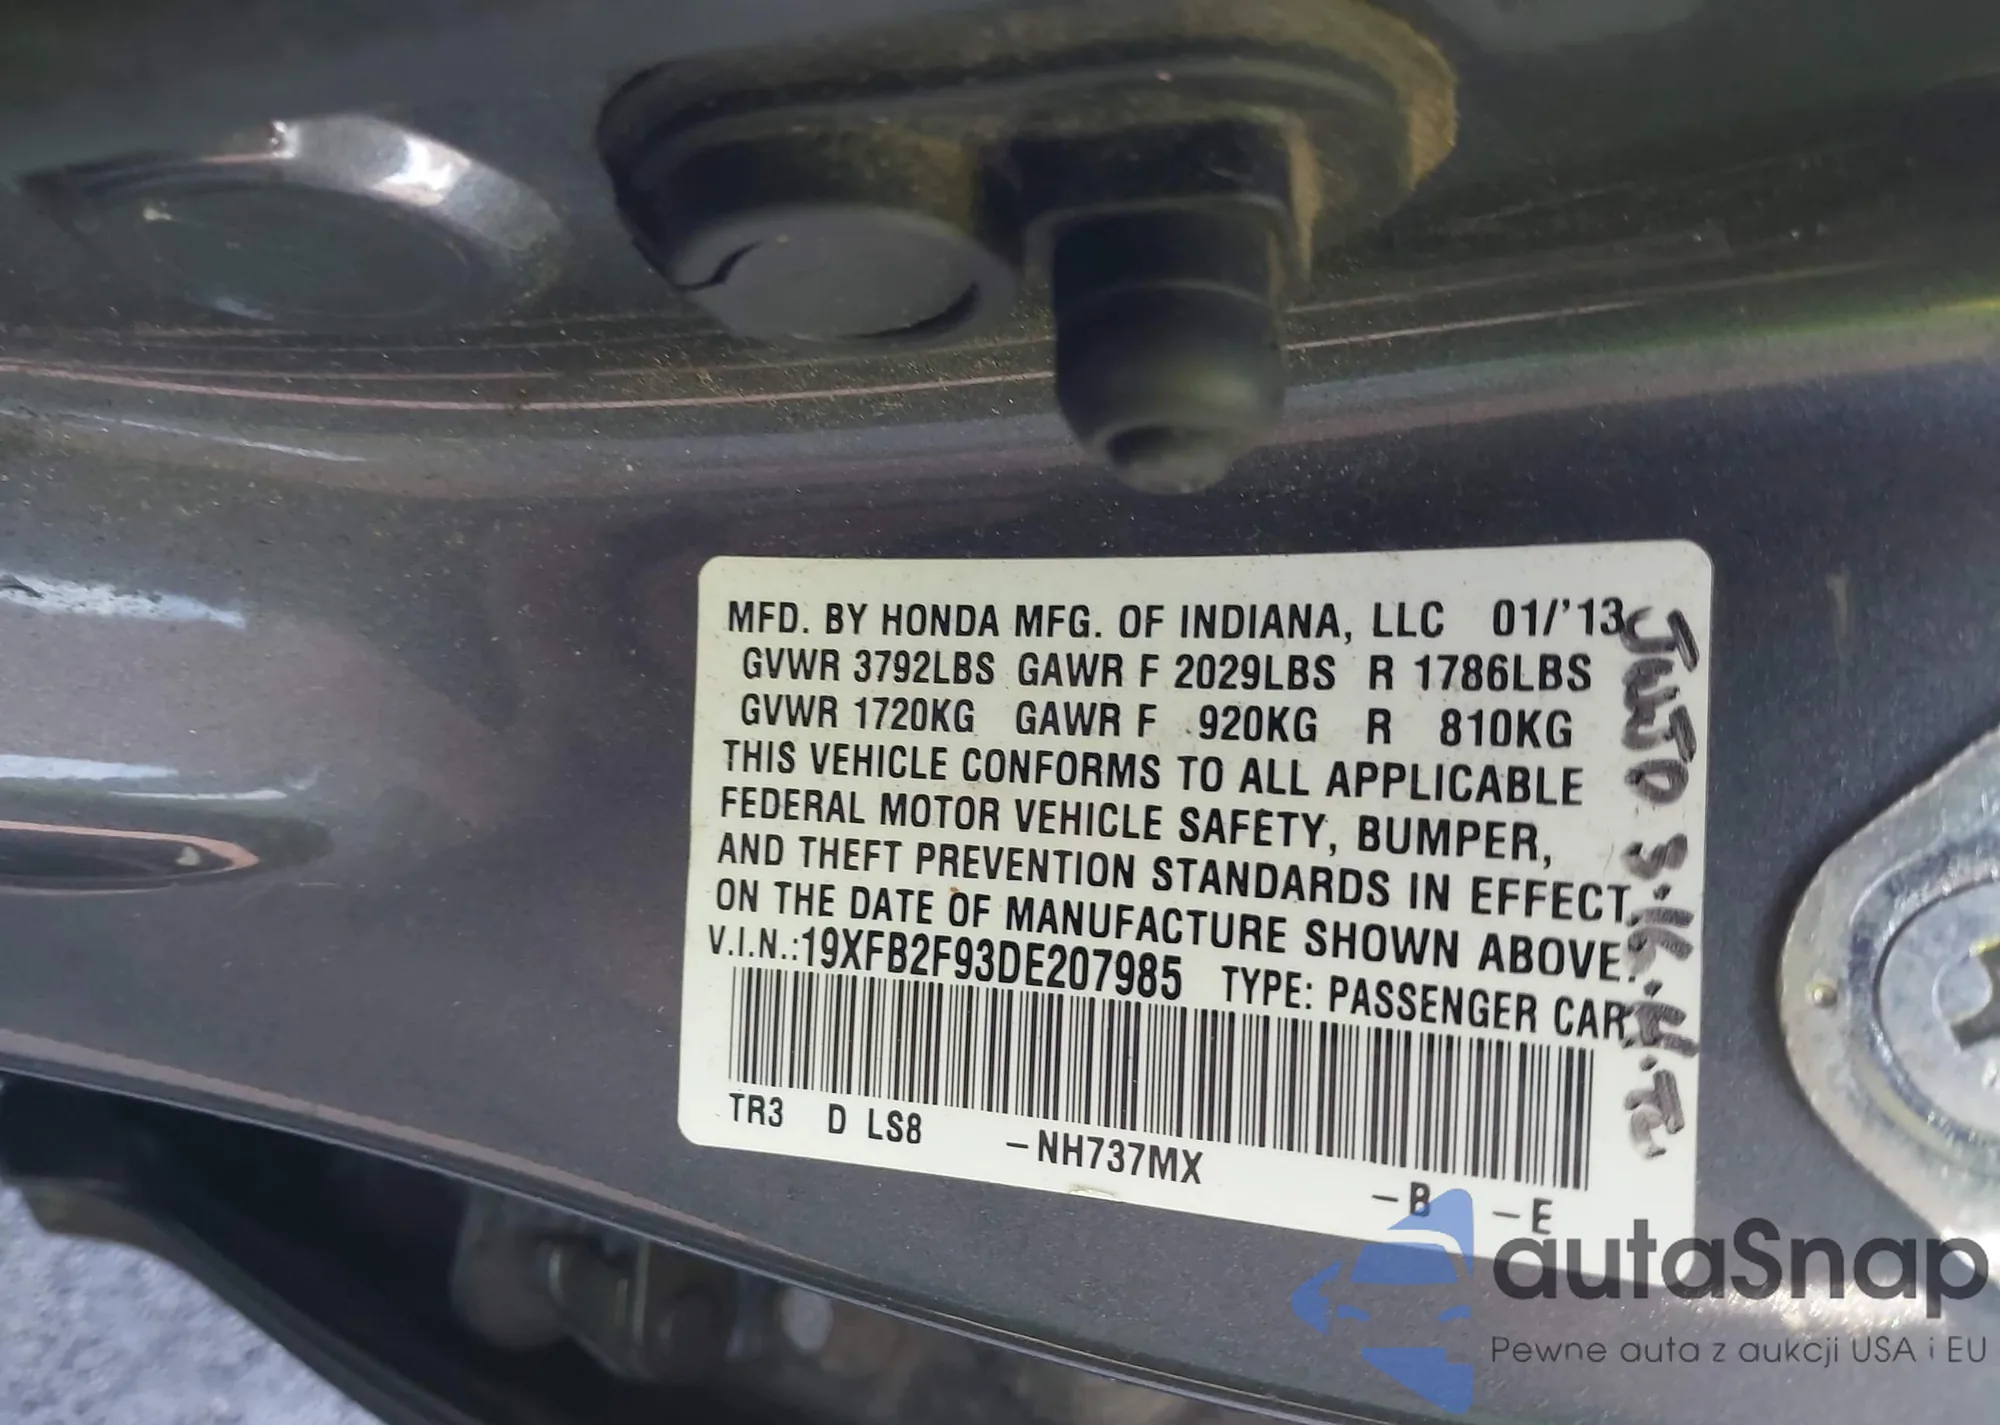 MFD. BY HONDA MFG. OF INDIANA, LLC 01/'13
GVWR 3792LBS GAWR F 2029LBS R 1786LBS
GVWR 1720KG GAWR F 920KG R 810KG
THIS VEHICLE CONFORMS TO ALL APPLICABLE
FEDERAL MOTOR VEHICLE SAFETY, BUMPER,
AND THEFT PREVENTION STANDARDS IN EFFECT
ON THE DATE OF MANUFACTURE SHOWN ABOVE.
V.I.N.:19XFB2F93DE207985 TYPE: PASSENGER CAR
TR3 D LS8 –NH737MX –B –E
autaSnap
Pewne auta z aukcji USA i EU